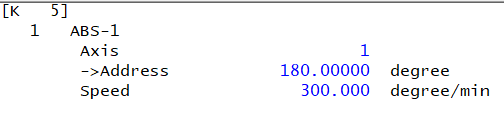 [K   5]
1   ABS-1
Axis   1
->Address   180.00000   degree
Speed   300.000   degree/min